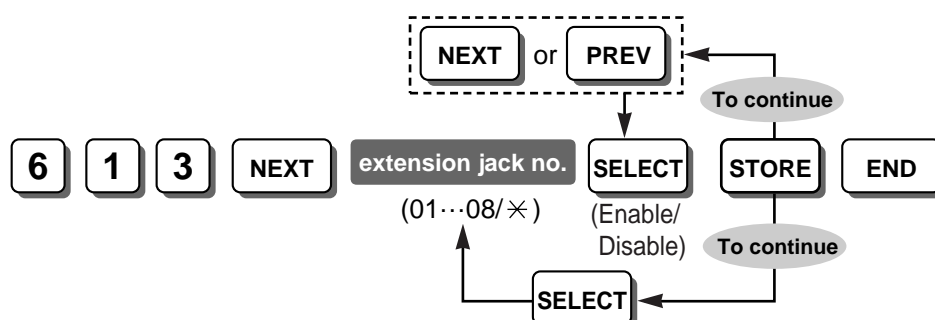 NEXT or PREV
To continue
6 1 3 NEXT extension jack no. SELECT STORE END
(01···08/✳) (Enable/
Disable)
To continue
SELECT